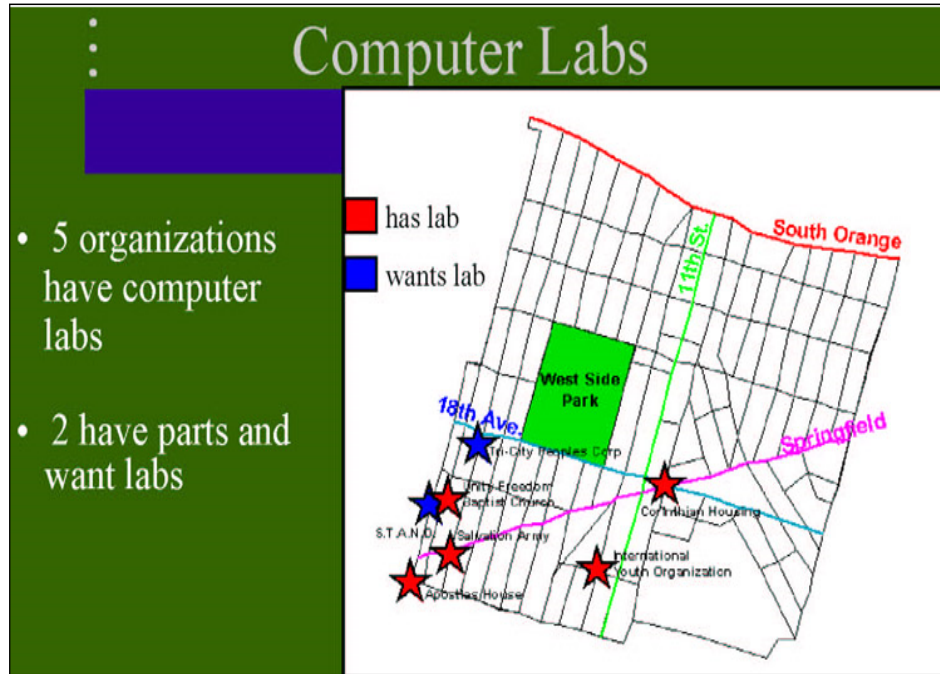 Computer Labs
• 5 organizations
have computer
labs
• 2 have parts and
want labs
has lab
wants lab
South Orange
11th St.
West Side
Park
18th Ave.
Springfield
Tri-City Peoples Corp
Unity Freedom
Baptist Church
Corinthian Housing
S.T.A.N.D.
Salvation Army
International
Youth Organization
Apostles House